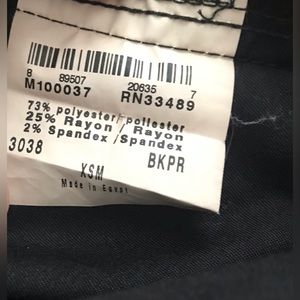 8 89507 20635 7
M100037 RN33489
73% polyester/poliester
25% Rayon / Rayon
2% Spandex/Spandex
3038 XSM BKPR
Made in Egypt